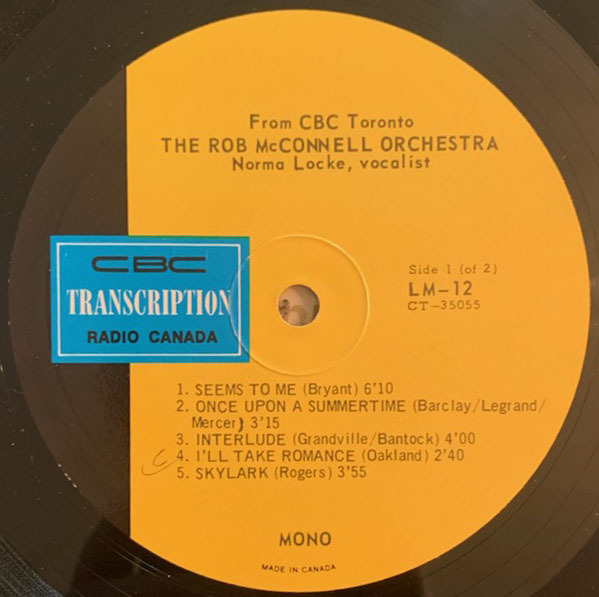 From CBC Toronto
THE ROB McCONNELL ORCHESTRA
Norma Locke, vocalist
CBC
TRANSCRIPTION
RADIO CANADA
Side 1 (of 2)
LM-12
CT-35055
1. SEEMS TO ME (Bryant) 6'10
2. ONCE UPON A SUMMERTIME (Barclay/Legrand/
Mercer) 3'15
3. INTERLUDE (Grandville/Bantock) 4'00
4. I'LL TAKE ROMANCE (Oakland) 2'40
5. SKYLARK (Rogers) 3'55
MONO
MADE IN CANADA